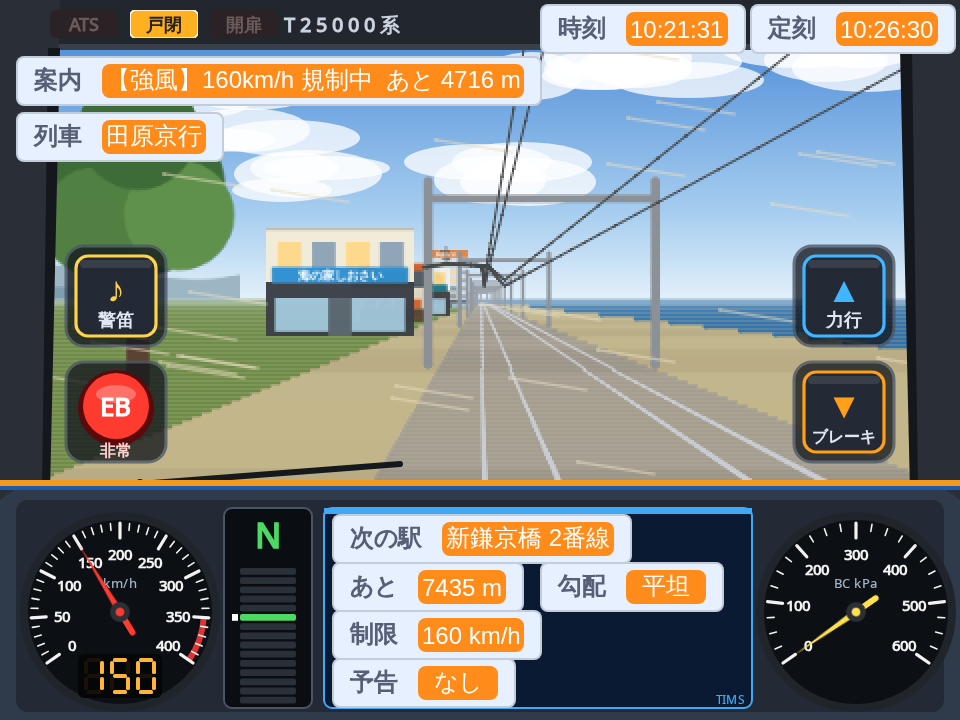 ATS 戸閉 開扉 T25000系
時刻 10:21:31 定刻 10:26:30
案内 【強風】160km/h 規制中 あと 4716 m
列車 田原京行
海の家しおさい
♪
警笛
EB
非常
▲
力行
▼
ブレーキ
0 50 100 150 200 250 300 350 400
km/h
150
N
次の駅 新鎌京橋 2番線
あと 7435 m 勾配 平坦
制限 160 km/h
予告 なし
TIMS
0 100 200 300 400 500 600
BC kPa